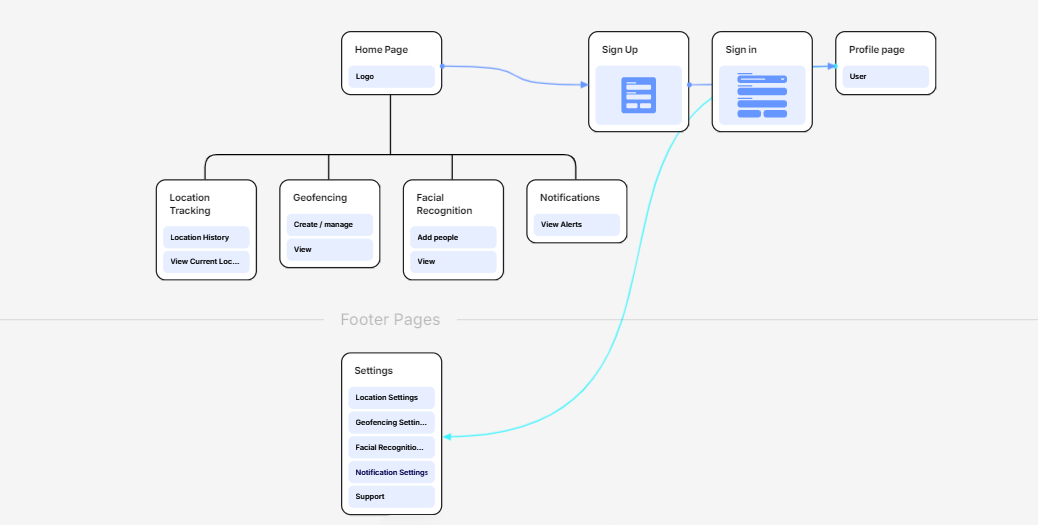 Home Page
Logo
Sign Up
Sign in
Profile page
User
Location
Tracking
Location History
View Current Loc...
Geofencing
Create / manage
View
Facial
Recognition
Add people
View
Notifications
View Alerts
Footer Pages
Settings
Location Settings
Geofencing Settin...
Facial Recognitio...
Notification Settings
Support